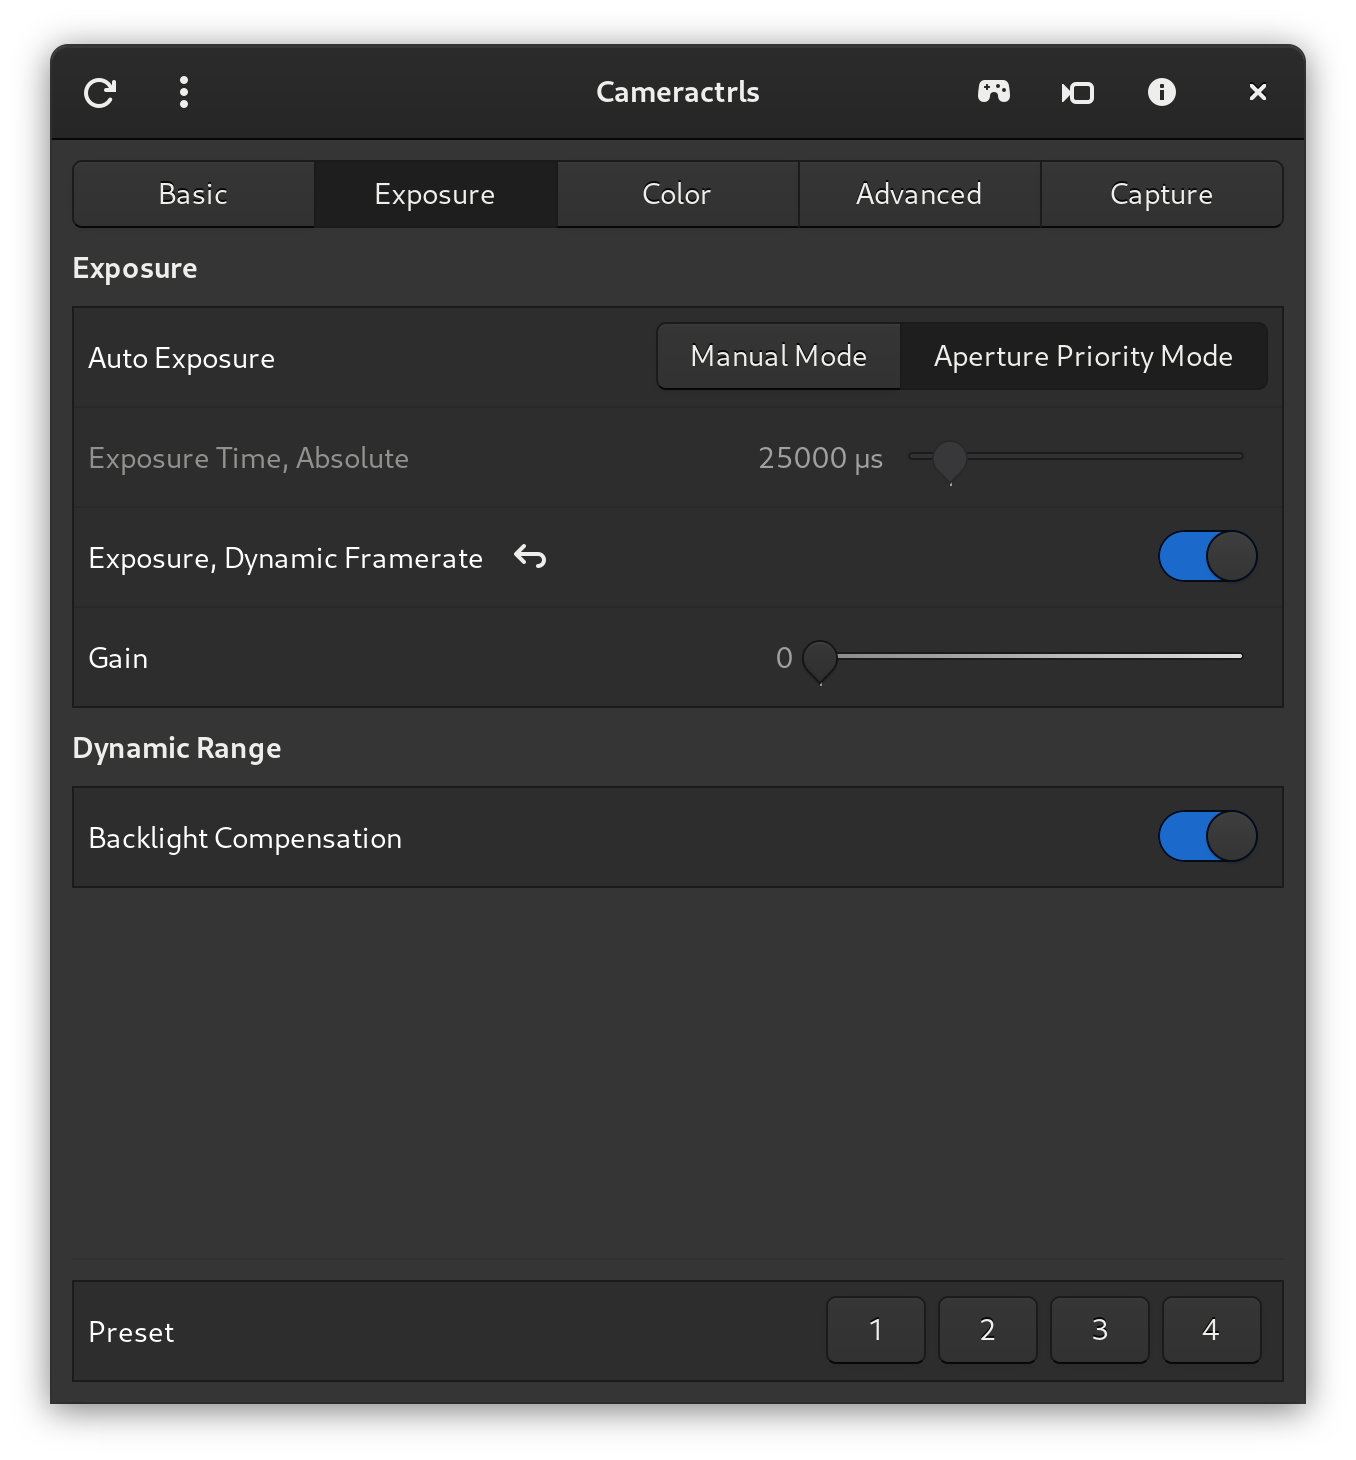 Cameractrls
Basic Exposure Color Advanced Capture
Exposure
Auto Exposure Manual Mode Aperture Priority Mode
Exposure Time, Absolute 25000 µs
Exposure, Dynamic Framerate
Gain 0
Dynamic Range
Backlight Compensation
Preset 1 2 3 4